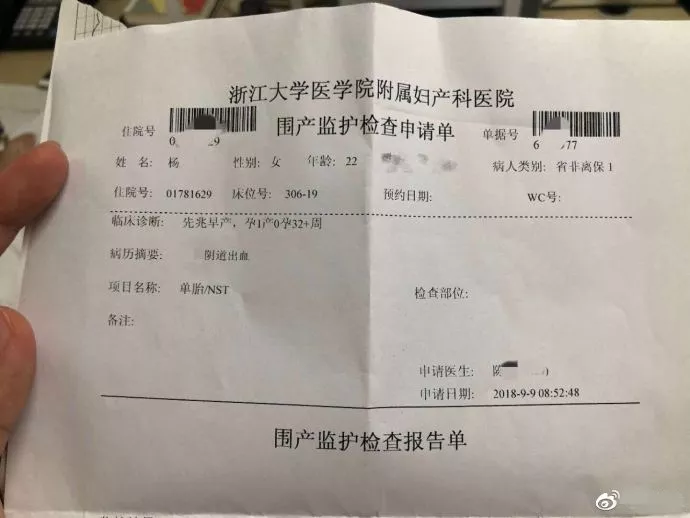 浙江大学医学院附属妇产科医院
围产监护检查申请单
住院号 29
单据号 6 77
姓名: 杨 性别: 女 年龄: 22 病人类别: 省非离保1
住院号: 01781629 床位号: 306-19 预约日期: WC号:
临床诊断: 先兆早产, 孕1产0孕32+周
病历摘要: 阴道出血
项目名称: 单胎/NST 检查部位:
备注:
申请医生: 陈
申请日期: 2018-9-9 08:52:48
围产监护检查报告单